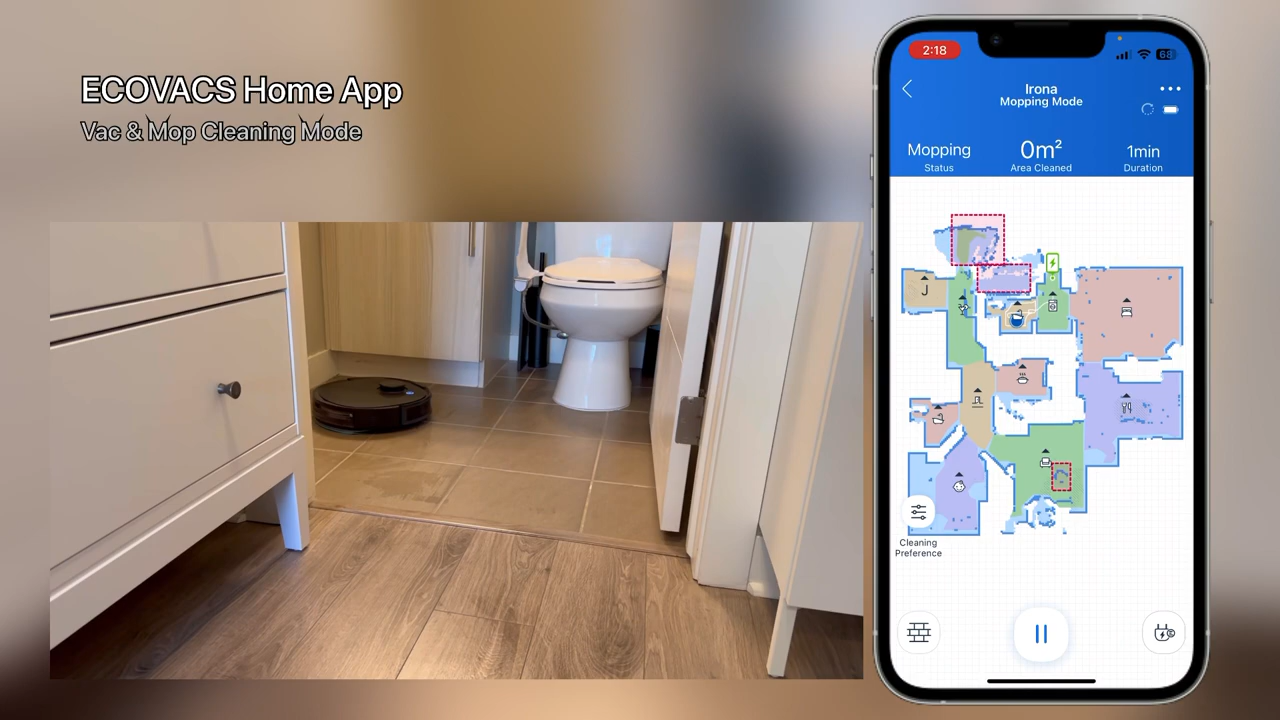 ECOVACS Home App
Vac & Mop Cleaning Mode
2:18
68
Irona
Mopping Mode
Mopping
0m²
1min
Status
Area Cleaned
Duration
J
Cleaning
Preference